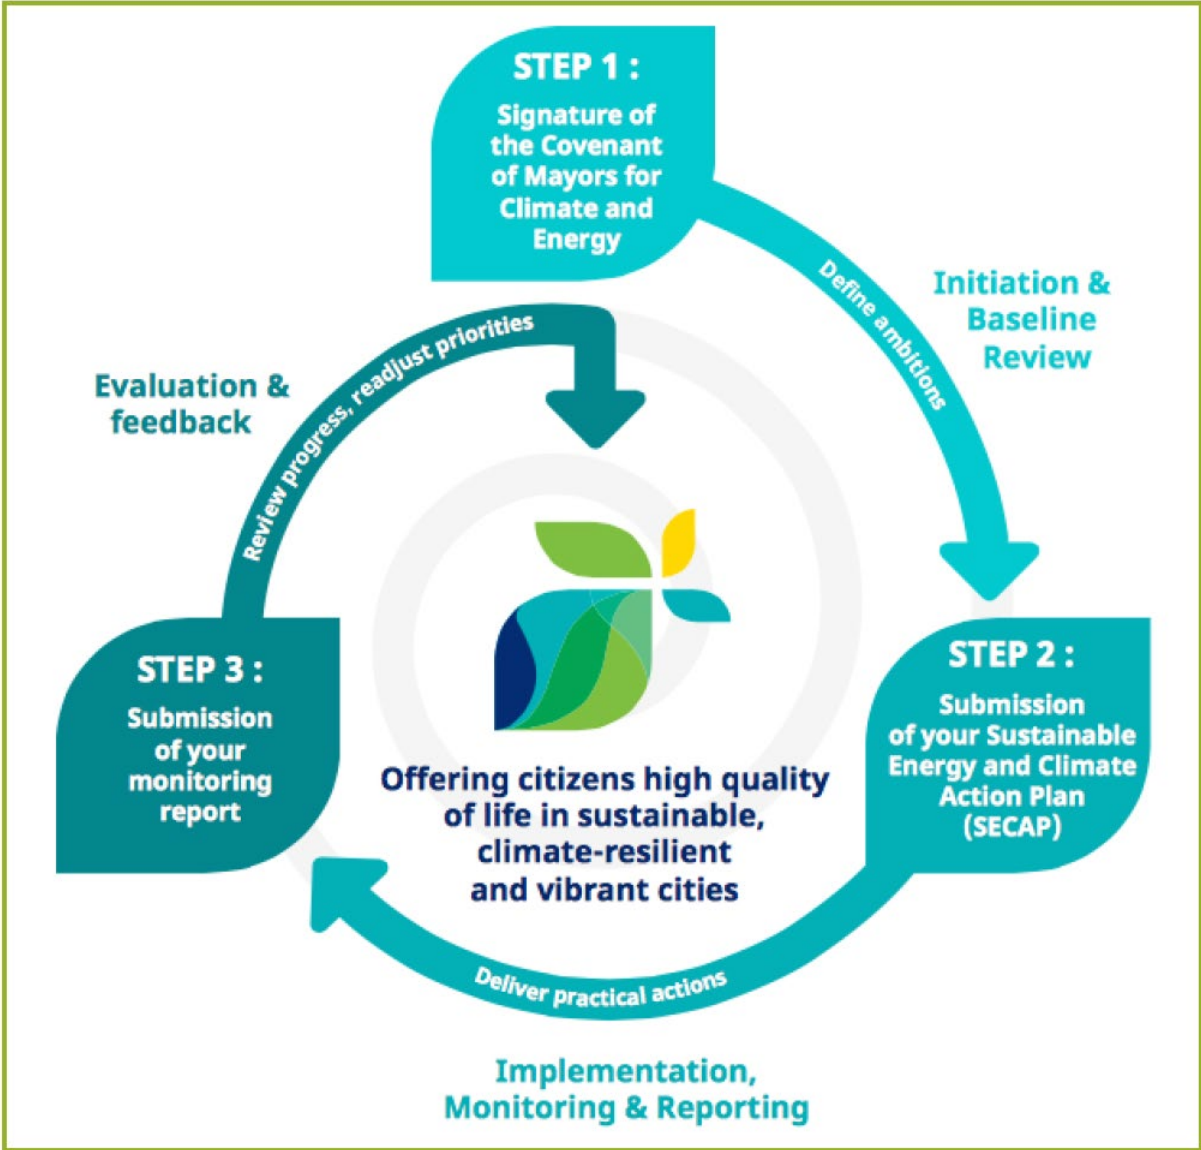 STEP 1 :
Signature of
the Covenant
of Mayors for
Climate and
Energy
Define ambitions
Initiation &
Baseline
Review
STEP 2 :
Submission
of your Sustainable
Energy and Climate
Action Plan
(SECAP)
Deliver practical actions
Implementation,
Monitoring & Reporting
STEP 3 :
Submission
of your
monitoring
report
Review progress, readjust priorities
Evaluation &
feedback
Offering citizens high quality
of life in sustainable,
climate-resilient
and vibrant cities